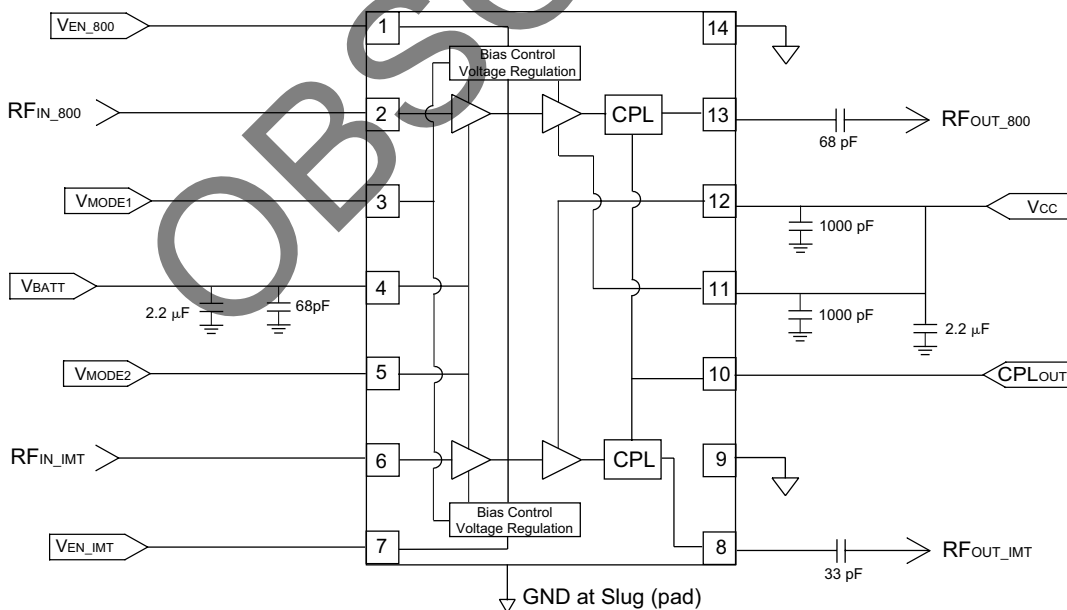 VEN_800
1
14
Bias Control
Voltage Regulation
RFIN_800
2
CPL
13
68 pF
RFOUT_800
VMODE1
3
12
VCC
1000 pF
VBATT
4
2.2 μF
68pF
11
1000 pF
2.2 μF
VMODE2
5
10
CPLOUT
RFIN_IMT
6
CPL
9
Bias Control
Voltage Regulation
VEN_IMT
7
8
33 pF
RFOUT_IMT
GND at Slug (pad)
OBSO